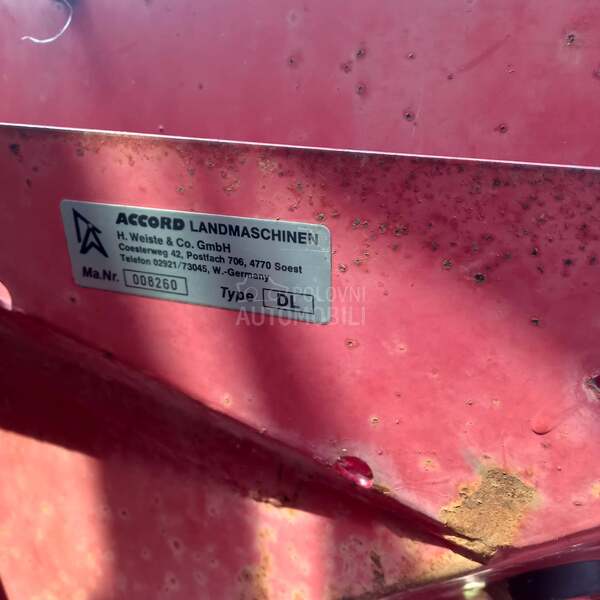 ACCORD LANDMASCHINEN
H. Weiste & Co. GmbH
Coesterweg 42, Postfach 706, 4770 Soest
Telefon 02921/73045, W.-Germany
Ma.Nr. 008260 Type DL
POLOVNI
AUTOMOBILI